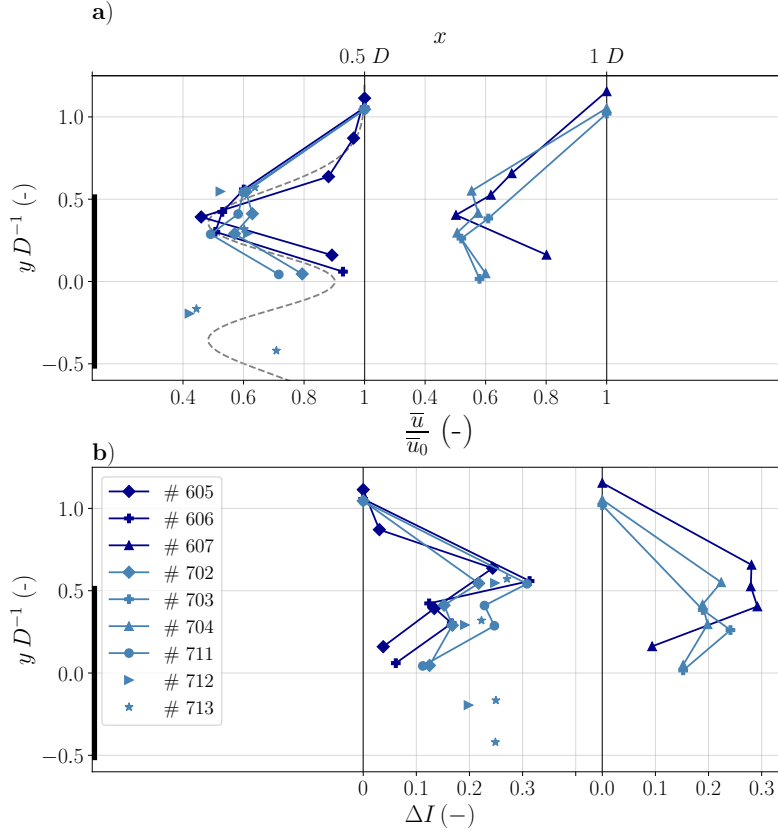 a)
x
0.5 D 1 D
1.0
0.5
0.0
−0.5
y D⁻¹ (-)
0.4 0.6 0.8 1 0.4 0.6 0.8 1
u̅
u̅₀ (-)
b)
# 605
# 606
# 607
# 702
# 703
# 704
# 711
# 712
# 713
1.0
0.5
0.0
−0.5
y D⁻¹ (-)
0 0.1 0.2 0.3 0.0 0.1 0.2 0.3
ΔI (−)